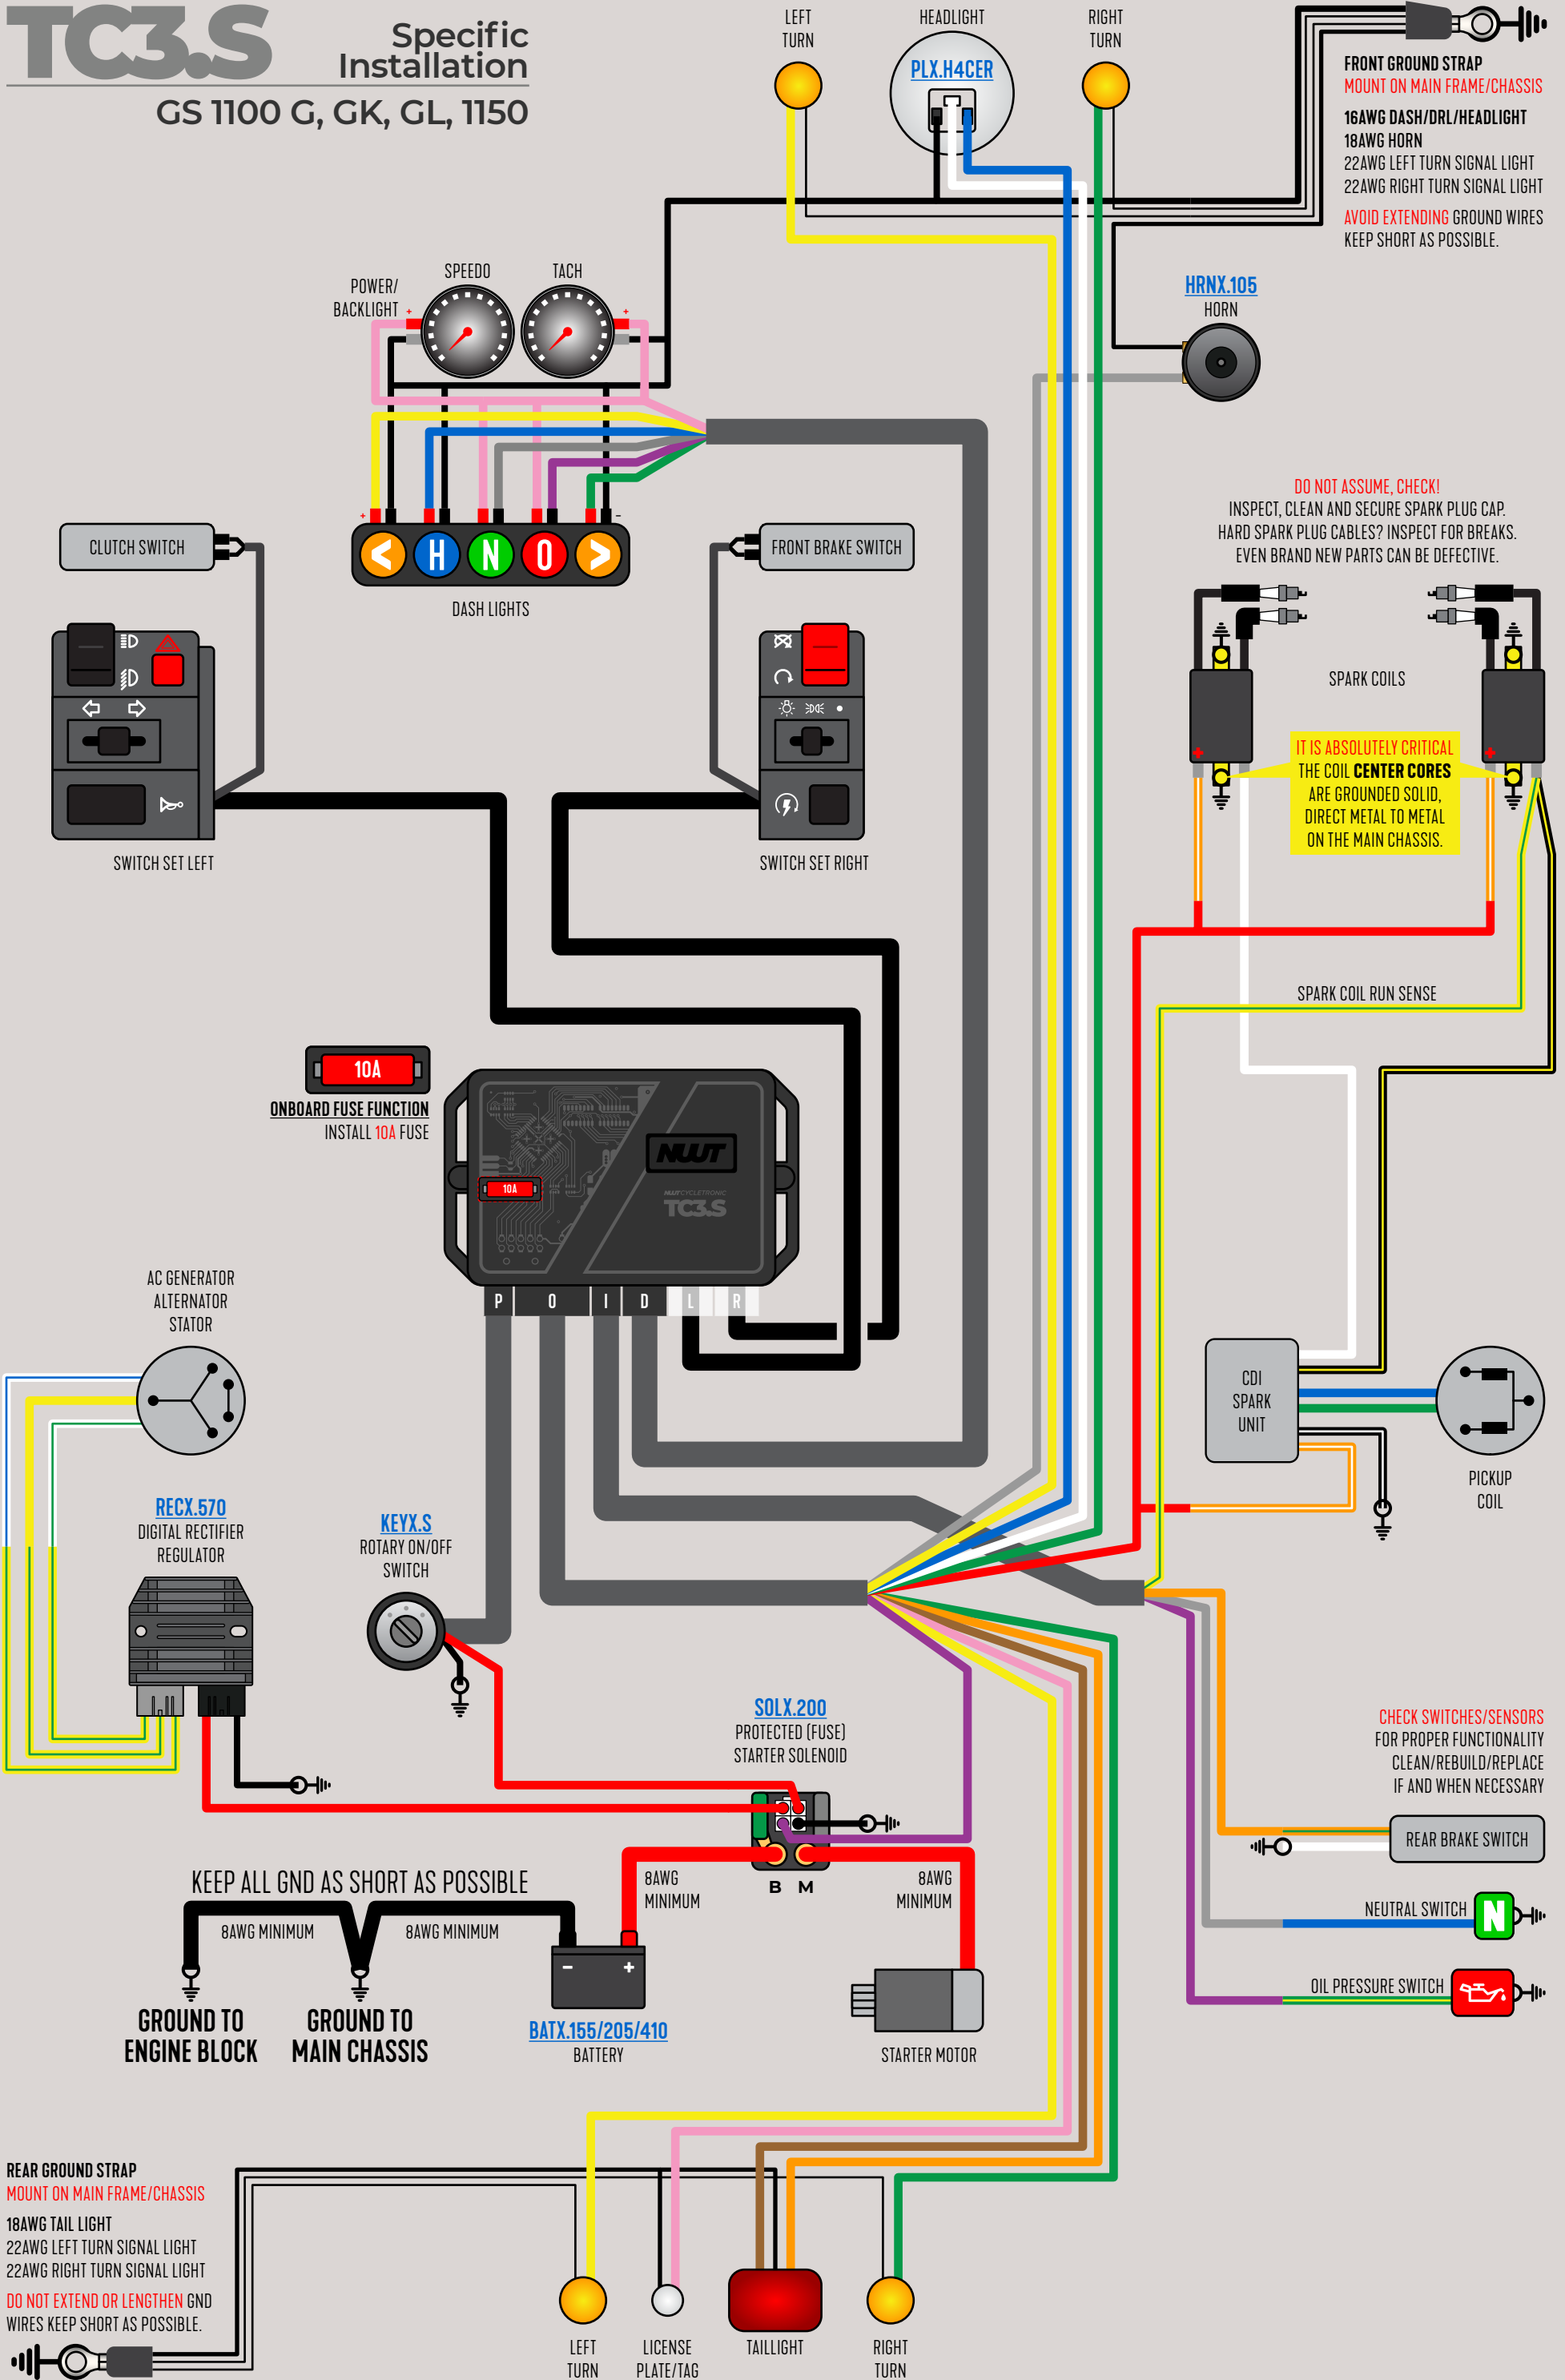 TC3.S
Specific
Installation
GS 1100 G, GK, GL, 1150
LEFT
TURN
HEADLIGHT
PLX.H4CER
RIGHT
TURN
FRONT GROUND STRAP
MOUNT ON MAIN FRAME/CHASSIS
16AWG DASH/DRL/HEADLIGHT
18AWG HORN
22AWG LEFT TURN SIGNAL LIGHT
22AWG RIGHT TURN SIGNAL LIGHT
AVOID EXTENDING GROUND WIRES
KEEP SHORT AS POSSIBLE.
POWER/
BACKLIGHT
SPEEDO
TACH
+
+
HRNX.105
HORN
+
-
< H N O >
DASH LIGHTS
CLUTCH SWITCH
FRONT BRAKE SWITCH
SWITCH SET LEFT
SWITCH SET RIGHT
DO NOT ASSUME, CHECK!
INSPECT, CLEAN AND SECURE SPARK PLUG CAP.
HARD SPARK PLUG CABLES? INSPECT FOR BREAKS.
EVEN BRAND NEW PARTS CAN BE DEFECTIVE.
SPARK COILS
+
+
IT IS ABSOLUTELY CRITICAL
THE COIL CENTER CORES
ARE GROUNDED SOLID,
DIRECT METAL TO METAL
ON THE MAIN CHASSIS.
SPARK COIL RUN SENSE
10A
ONBOARD FUSE FUNCTION
INSTALL 10A FUSE
NWT
10A
NWT CYCLETRONIC
TC3.S
P O I D L R
AC GENERATOR
ALTERNATOR
STATOR
CDI
SPARK
UNIT
PICKUP
COIL
RECX.570
DIGITAL RECTIFIER
REGULATOR
KEYX.S
ROTARY ON/OFF
SWITCH
SOLX.200
PROTECTED (FUSE)
STARTER SOLENOID
B M
8AWG
MINIMUM
8AWG
MINIMUM
CHECK SWITCHES/SENSORS
FOR PROPER FUNCTIONALITY
CLEAN/REBUILD/REPLACE
IF AND WHEN NECESSARY
REAR BRAKE SWITCH
NEUTRAL SWITCH
N
OIL PRESSURE SWITCH
KEEP ALL GND AS SHORT AS POSSIBLE
8AWG MINIMUM
8AWG MINIMUM
GROUND TO
ENGINE BLOCK
GROUND TO
MAIN CHASSIS
- +
BATX.155/205/410
BATTERY
STARTER MOTOR
REAR GROUND STRAP
MOUNT ON MAIN FRAME/CHASSIS
18AWG TAIL LIGHT
22AWG LEFT TURN SIGNAL LIGHT
22AWG RIGHT TURN SIGNAL LIGHT
DO NOT EXTEND OR LENGTHEN GND
WIRES KEEP SHORT AS POSSIBLE.
LEFT
TURN
LICENSE
PLATE/TAG
TAILLIGHT
RIGHT
TURN